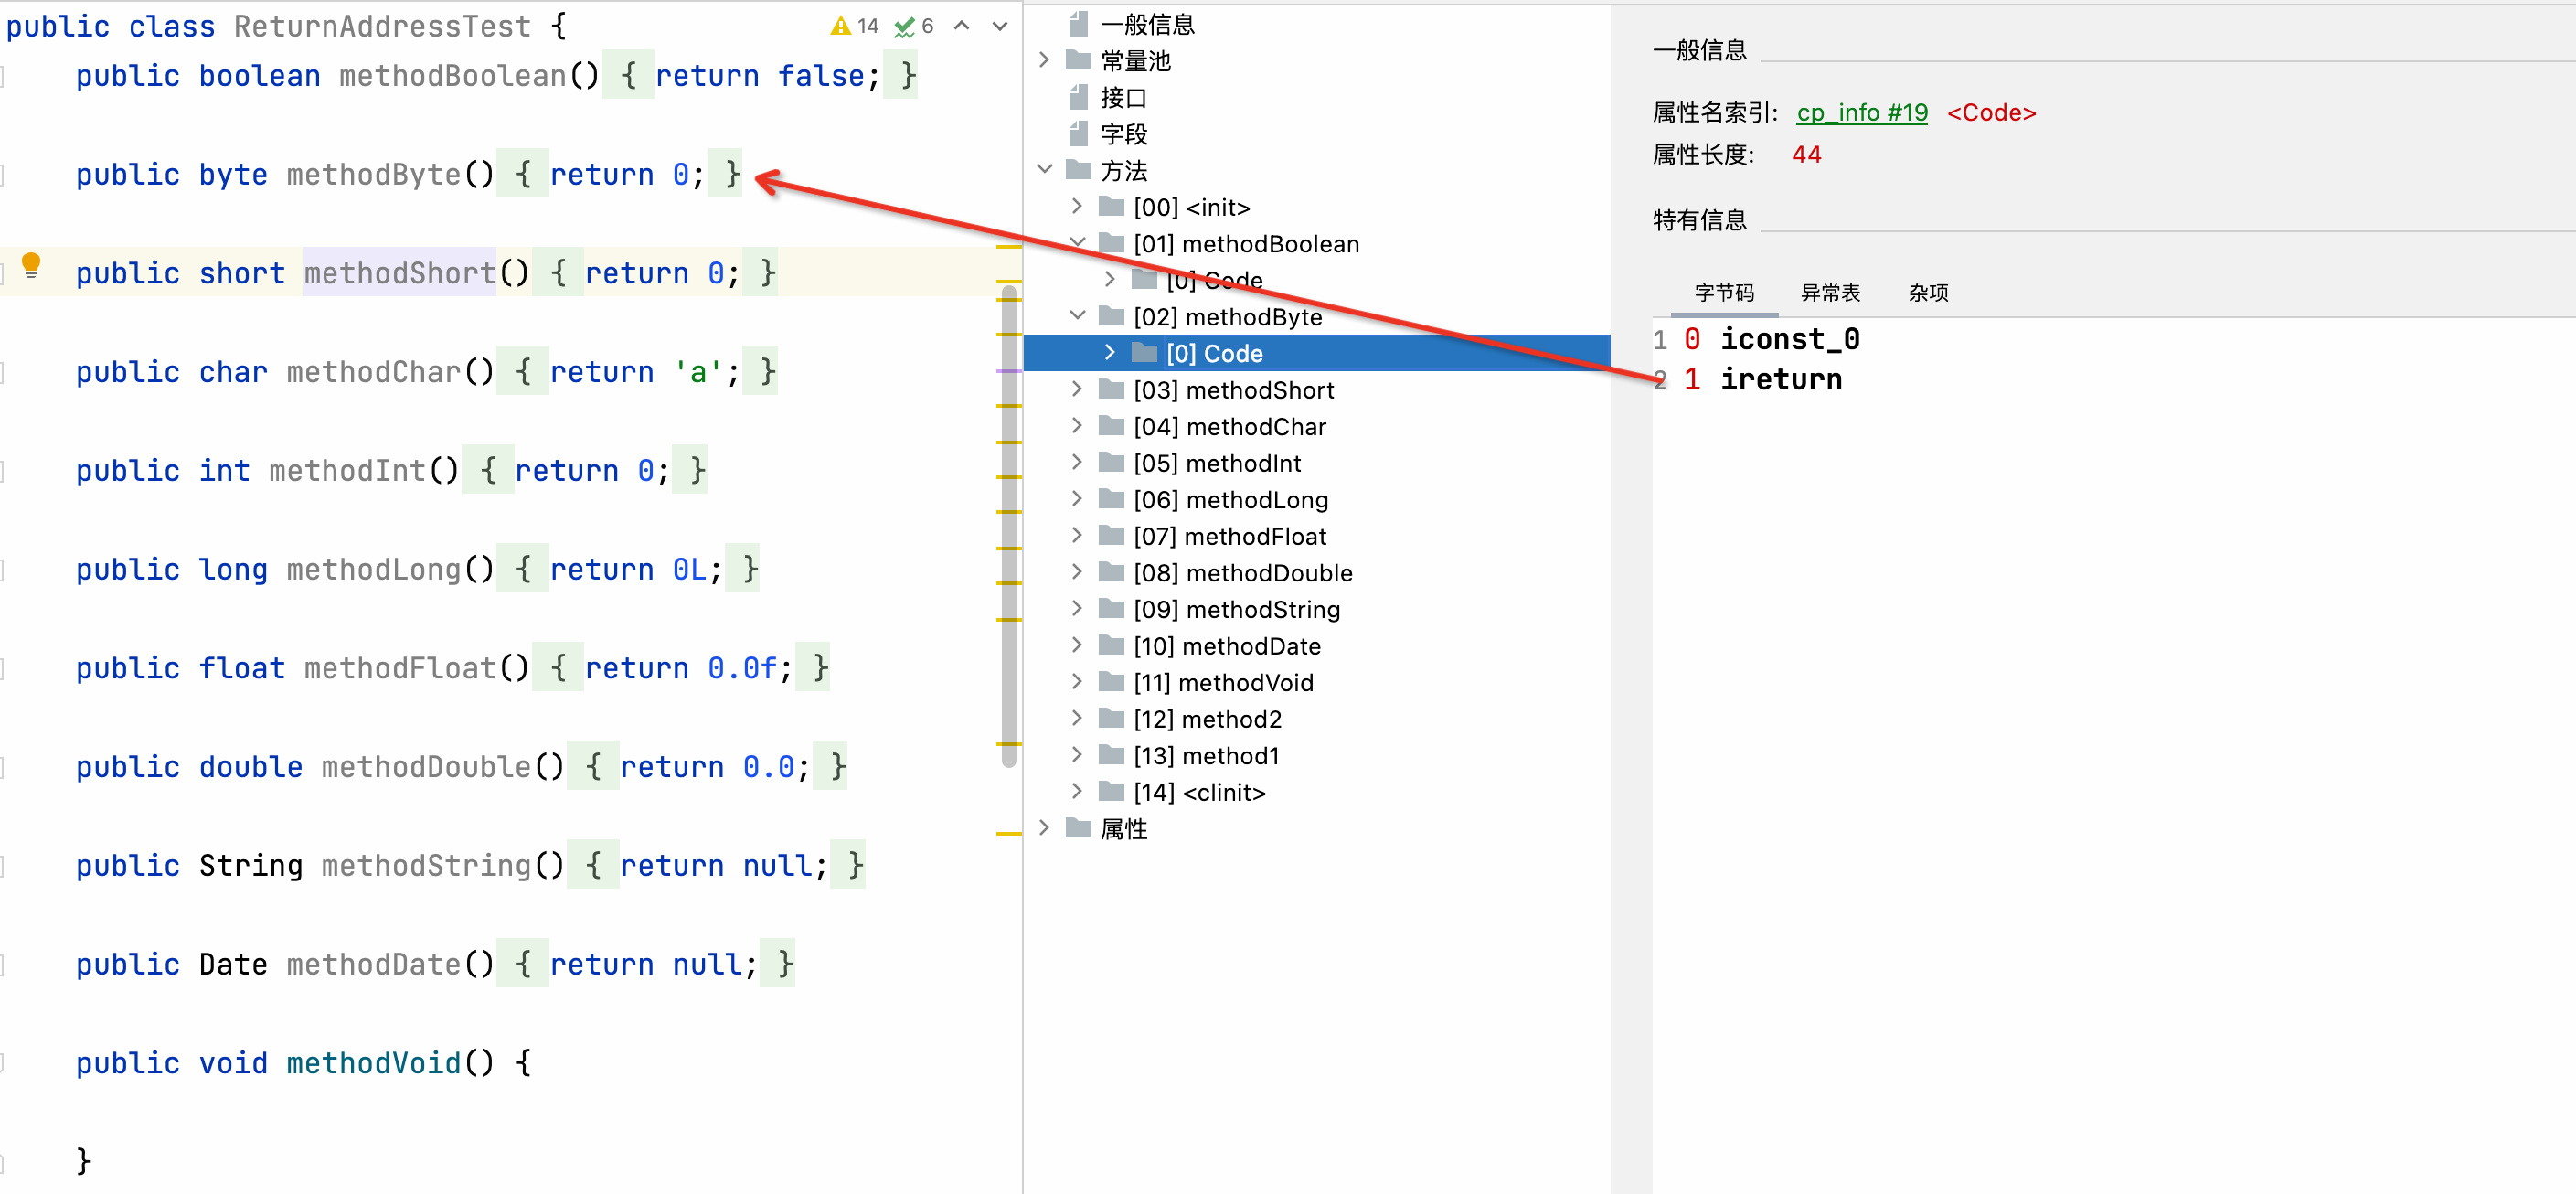 public class ReturnAddressTest {
14 6
public boolean methodBoolean() { return false; }
public byte methodByte() { return 0; }
public short methodShort() { return 0; }
public char methodChar() { return 'a'; }
public int methodInt() { return 0; }
public long methodLong() { return 0L; }
public float methodFloat() { return 0.0f; }
public double methodDouble() { return 0.0; }
public String methodString() { return null; }
public Date methodDate() { return null; }
public void methodVoid() {
}
一般信息
常量池
接口
字段
方法
[00] <init>
[01] methodBoolean
[0] Code
[02] methodByte
[0] Code
[03] methodShort
[04] methodChar
[05] methodInt
[06] methodLong
[07] methodFloat
[08] methodDouble
[09] methodString
[10] methodDate
[11] methodVoid
[12] method2
[13] method1
[14] <clinit>
属性
一般信息
属性名索引: cp_info #19 <Code>
属性长度: 44
特有信息
字节码 异常表 杂项
1 0 iconst_0
2 1 ireturn